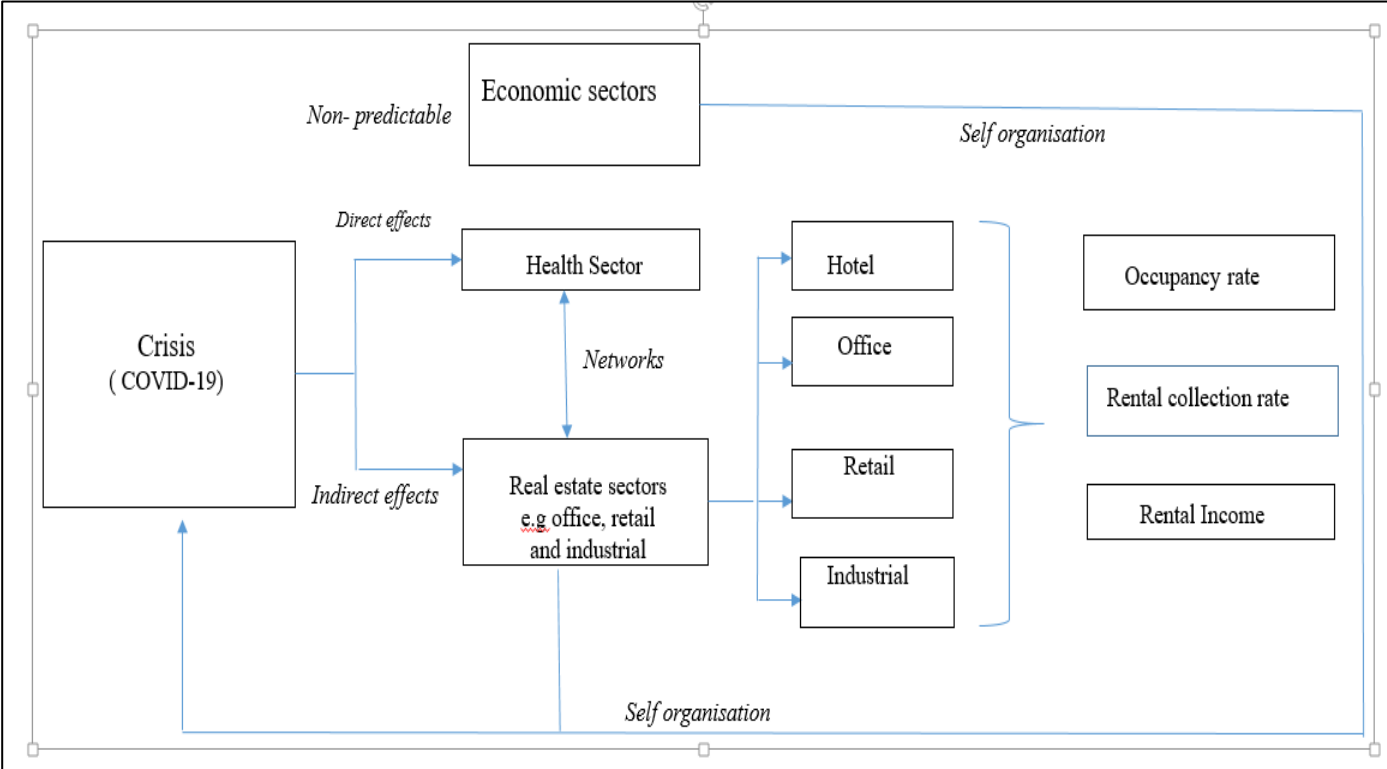 Economic sectors
Non- predictable
Self organisation
Direct effects
Health Sector
Hotel
Occupancy rate
Crisis
( COVID-19)
Networks
Office
Rental collection rate
Indirect effects
Real estate sectors
e.g office, retail
and industrial
Retail
Rental Income
Industrial
Self organisation